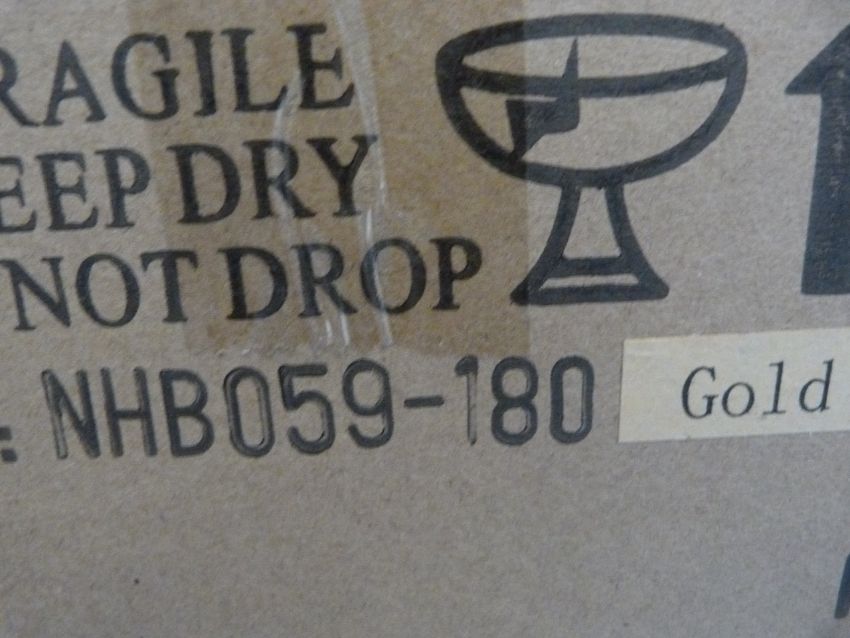 RAGILE
EEP DRY
NOT DROP
: NHB059-180 Gold